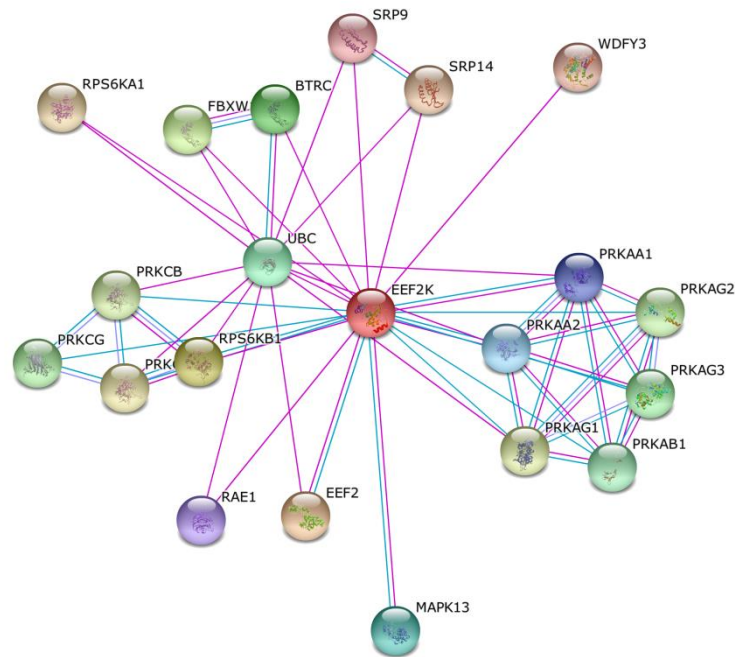 SRP9
WDFY3
SRP14
RPS6KA1
BTRC
FBXW
UBC
PRKAA1
PRKCB
EEF2K
PRKAG2
PRKAA2
PRKCG
RPS6KB1
PRKC
PRKAG3
PRKAG1
PRKAB1
RAE1
EEF2
MAPK13